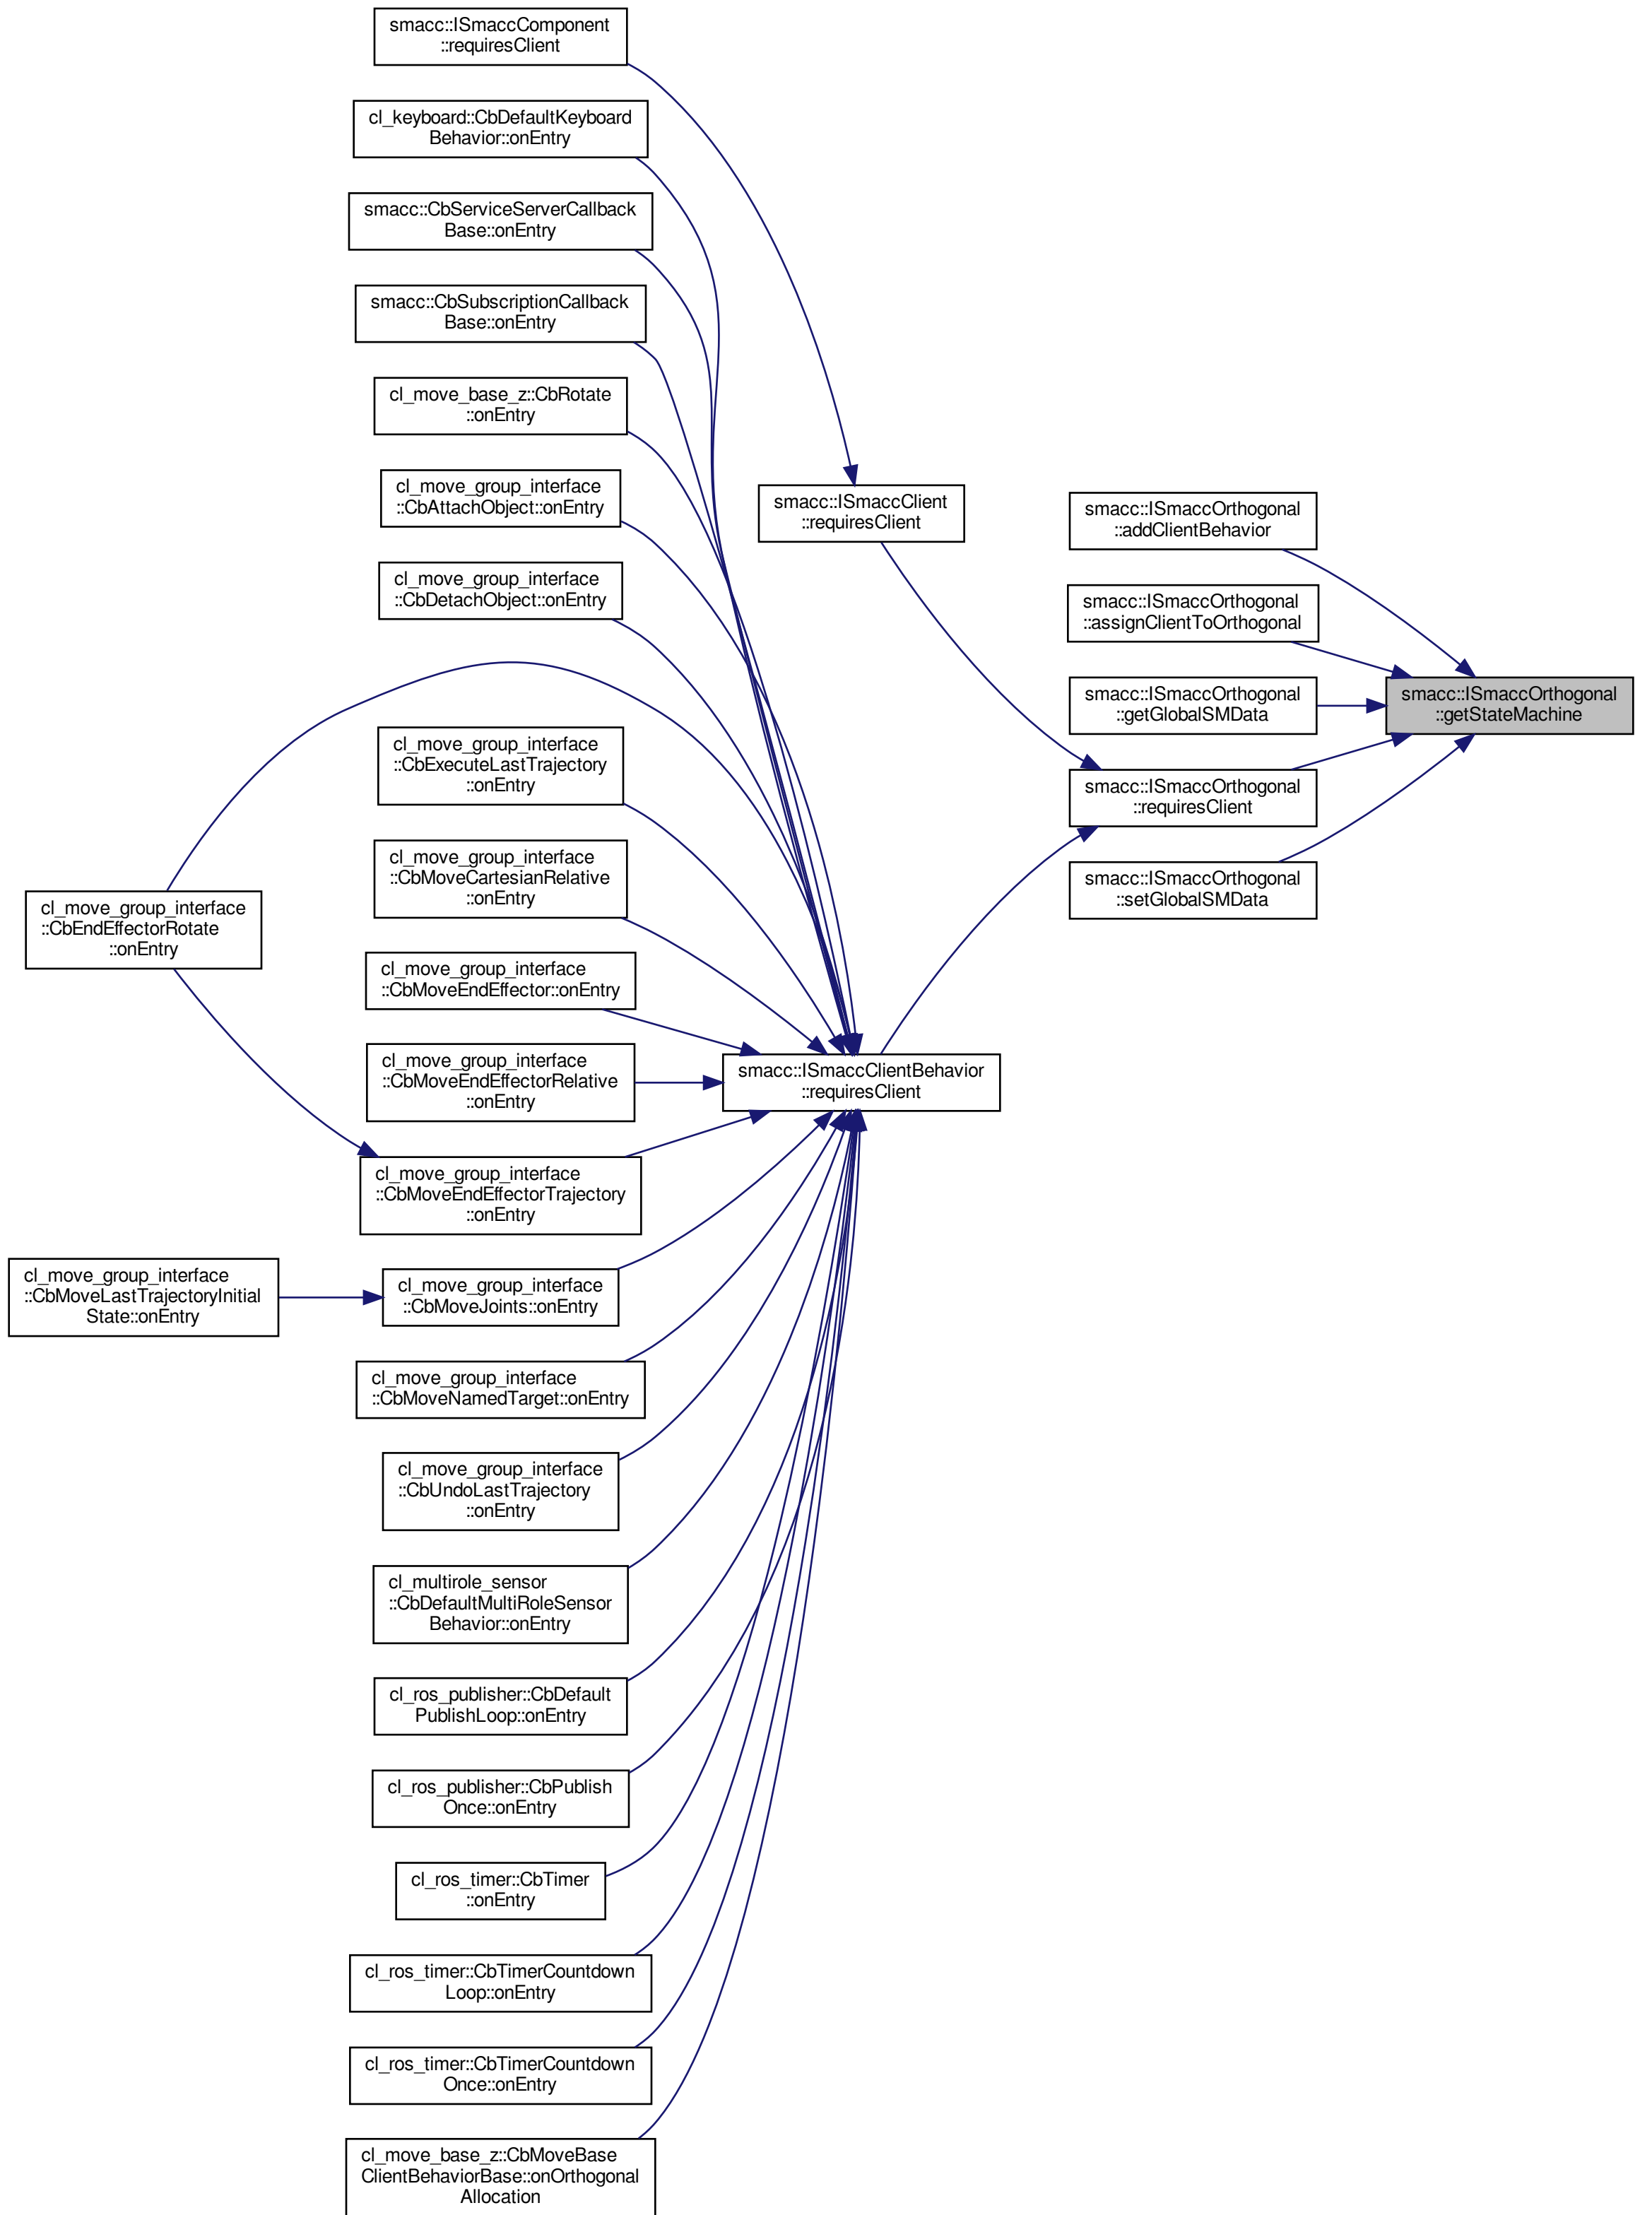 smacc::ISmaccComponent
::requiresClient
cl_keyboard::CbDefaultKeyboard
Behavior::onEntry
smacc::CbServiceServerCallback
Base::onEntry
smacc::CbSubscriptionCallback
Base::onEntry
cl_move_base_z::CbRotate
::onEntry
cl_move_group_interface
::CbAttachObject::onEntry
cl_move_group_interface
::CbDetachObject::onEntry
cl_move_group_interface
::CbExecuteLastTrajectory
::onEntry
cl_move_group_interface
::CbMoveCartesianRelative
::onEntry
cl_move_group_interface
::CbEndEffectorRotate
::onEntry
cl_move_group_interface
::CbMoveEndEffector::onEntry
cl_move_group_interface
::CbMoveEndEffectorRelative
::onEntry
cl_move_group_interface
::CbMoveEndEffectorTrajectory
::onEntry
cl_move_group_interface
::CbMoveLastTrajectoryInitial
State::onEntry
cl_move_group_interface
::CbMoveJoints::onEntry
cl_move_group_interface
::CbMoveNamedTarget::onEntry
cl_move_group_interface
::CbUndoLastTrajectory
::onEntry
cl_multirole_sensor
::CbDefaultMultiRoleSensor
Behavior::onEntry
cl_ros_publisher::CbDefault
PublishLoop::onEntry
cl_ros_publisher::CbPublish
Once::onEntry
cl_ros_timer::CbTimer
::onEntry
cl_ros_timer::CbTimerCountdown
Loop::onEntry
cl_ros_timer::CbTimerCountdown
Once::onEntry
cl_move_base_z::CbMoveBase
ClientBehaviorBase::onOrthogonal
Allocation
smacc::ISmaccClient
::requiresClient
smacc::ISmaccClientBehavior
::requiresClient
smacc::ISmaccOrthogonal
::addClientBehavior
smacc::ISmaccOrthogonal
::assignClientToOrthogonal
smacc::ISmaccOrthogonal
::getGlobalSMData
smacc::ISmaccOrthogonal
::requiresClient
smacc::ISmaccOrthogonal
::setGlobalSMData
smacc::ISmaccOrthogonal
::getStateMachine